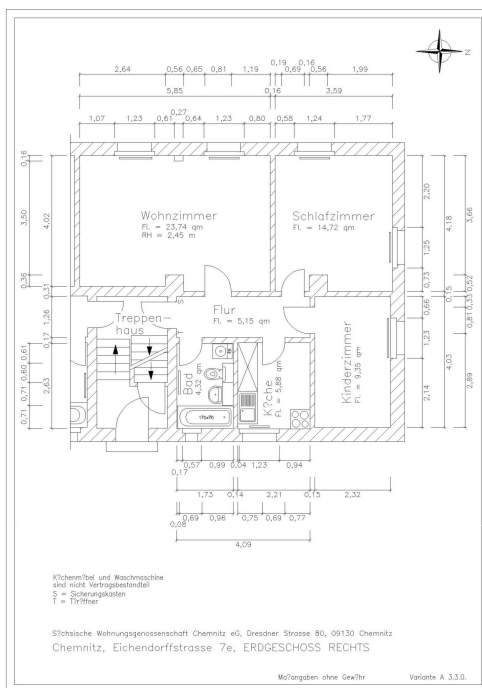 N
0,19 0,16
2,64 0,56 0,65 0,81 1,19 0,69 0,56 1,99
5,85 0,16 3,59
0,27
1,07 1,23 0,61 0,64 1,23 0,80 0,58 1,24 1,77
0,16
3,50
0,36
4,02
0,31
1,26
0,17
0,61
0,60
0,71
0,71
2,63
Wohnzimmer
Fl. = 23,74 qm
RH = 2,45 m
Schlafzimmer
Fl. = 14,72 qm
2,20
1,25
0,73
4,18
3,66
0,52
0,15
0,33
0,66
0,81
1,23
4,03
2,14
2,89
Flur
Fl. = 5,15 qm
S
T
Treppen-
haus
Bad
4,32 qm
170x70
K?che
Fl. = 5,88 qm
Kinderzimmer
Fl. = 9,35 qm
0,57 0,99 0,04 1,23 0,94
0,17
1,73 0,14 2,21 0,15 2,32
0,69 0,96 0,75 0,69 0,77
0,08
4,09
K?chenm?bel und Waschmaschine
sind nicht Vertragsbestandteil
S = Sicherungskasten
T = T?r?ffner
S?chsische Wohnungsgenossenschaft Chemnitz eG, Dresdner Strasse 80, 09130 Chemnitz
Chemnitz, Eichendorffstrasse 7e, ERDGESCHOSS RECHTS
Ma?angaben ohne Gew?hr Variante A 3.3.0.